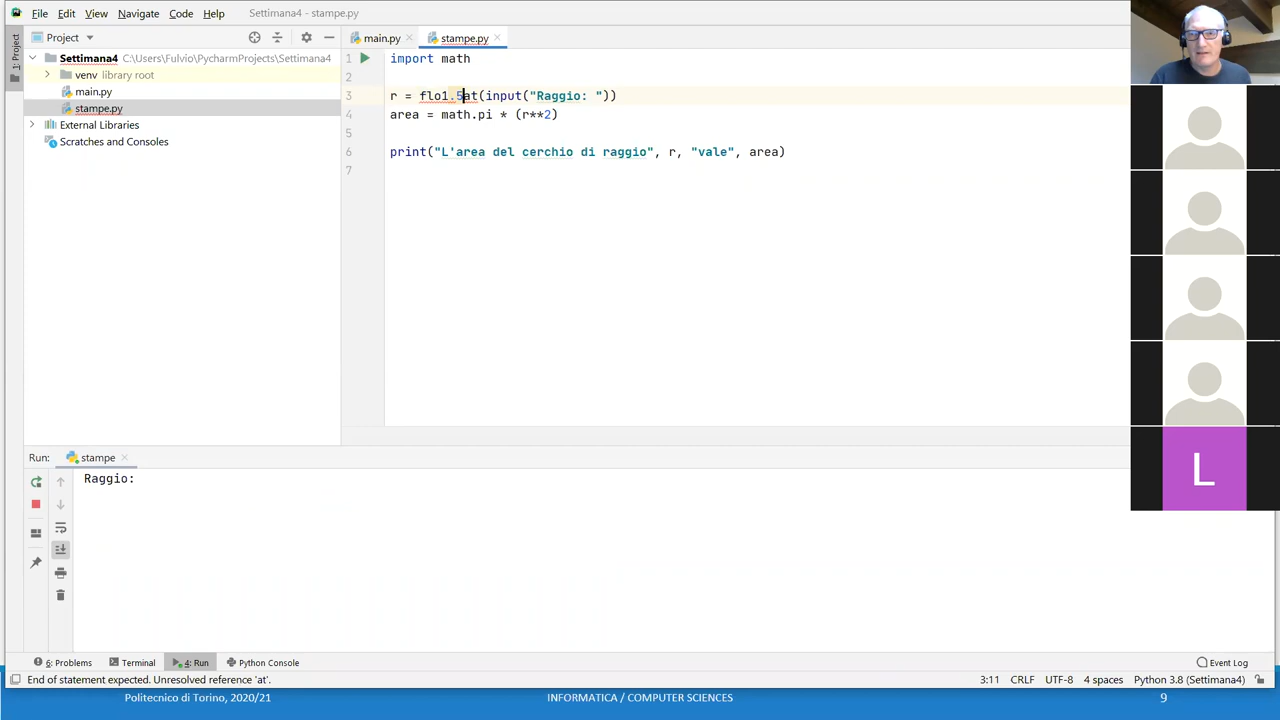 File Edit View Navigate Code Help Settimana4 - stampe.py
1: Project
Project
main.py
stampe.py
Settimana4 C:\Users\Fulvio\PycharmProjects\Settimana4
venv library root
main.py
stampe.py
External Libraries
Scratches and Consoles
1 import math
2
3 r = flo1.5at(input("Raggio: "))
4 area = math.pi * (r**2)
5
6 print("L'area del cerchio di raggio", r, "vale", area)
7
Run: stampe
Raggio:
L
6: Problems Terminal 4: Run Python Console Event Log
End of statement expected. Unresolved reference 'at'. 3:11 CRLF UTF-8 4 spaces Python 3.8 (Settimana4)
Politecnico di Torino, 2020/21 INFORMATICA / COMPUTER SCIENCES 9